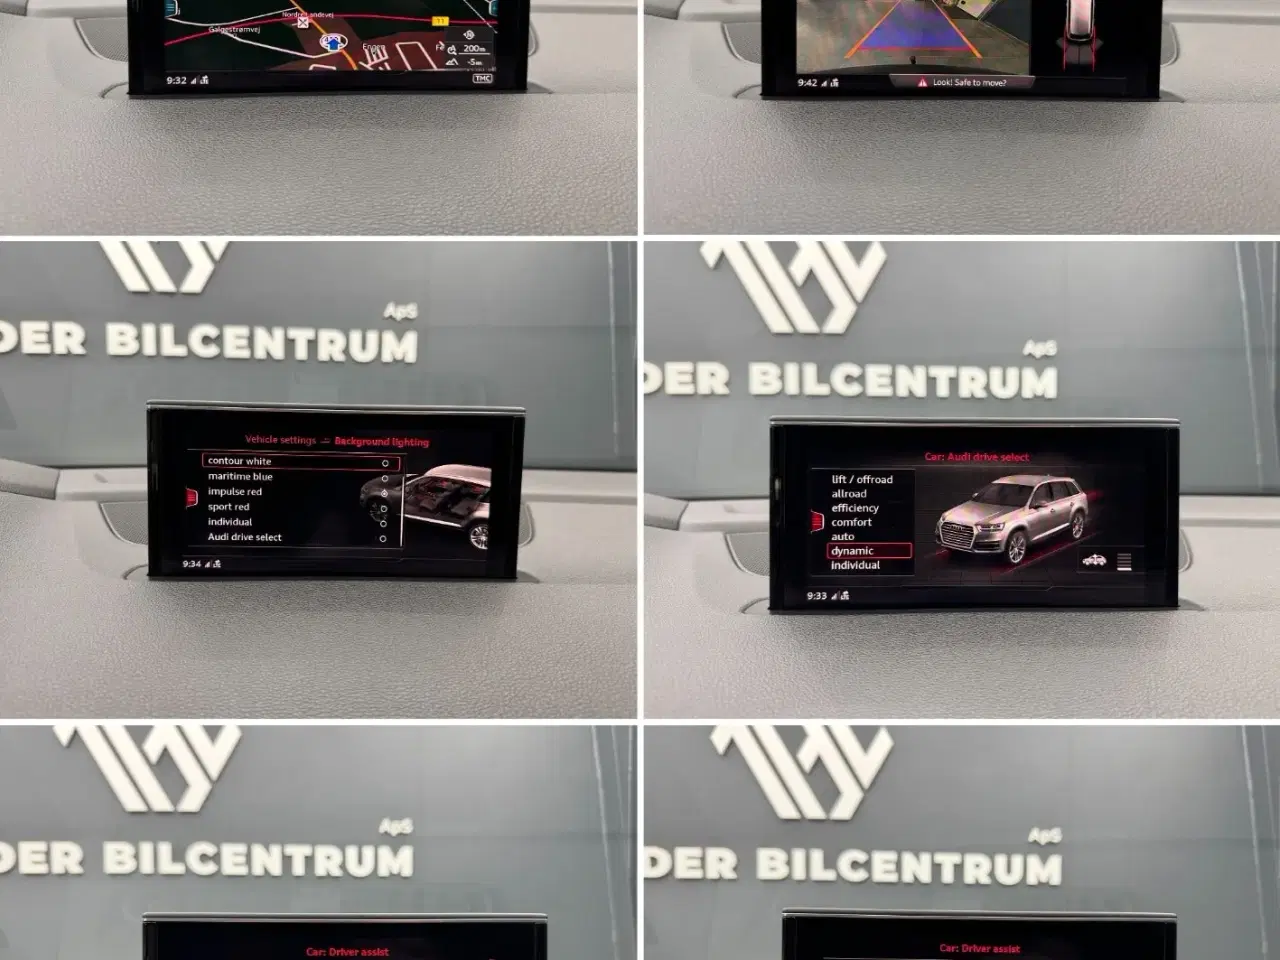 Galgestrømvej
11
200m
9:32
TMC
9:42
Look! Safe to move?
ApS
DER BILCENTRUM
Vehicle settings
Background lighting
contour white
maritime blue
impulse red
sport red
individual
Audi drive select
9:34
ApS
DER BILCENTRUM
Car: Audi drive select
lift / offroad
allroad
efficiency
comfort
auto
dynamic
individual
9:33
ApS
DER BILCENTRUM
Car: Driver assist
ApS
DER BILCENTRUM
Car: Driver assist